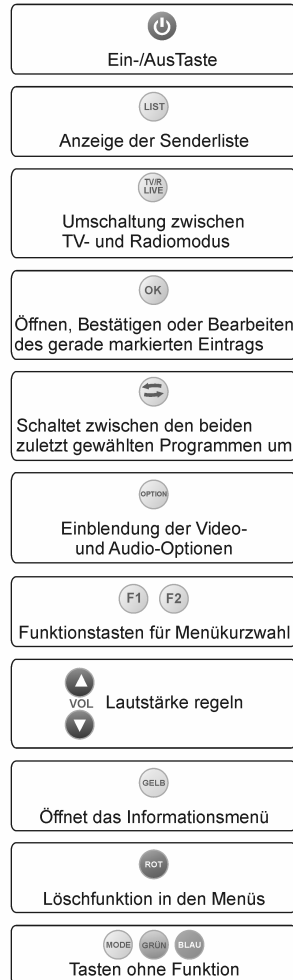 Ein-/AusTaste
LIST
Anzeige der Senderliste
TV/R
LIVE
Umschaltung zwischen
TV- und Radiomodus
OK
Öffnen, Bestätigen oder Bearbeiten
des gerade markierten Eintrags
Schaltet zwischen den beiden
zuletzt gewählten Programmen um
OPTION
Einblendung der Video-
und Audio-Optionen
F1 F2
Funktionstasten für Menükurzwahl
VOL Lautstärke regeln
GELB
Öffnet das Informationsmenü
ROT
Löschfunktion in den Menüs
MODE GRÜN BLAU
Tasten ohne Funktion